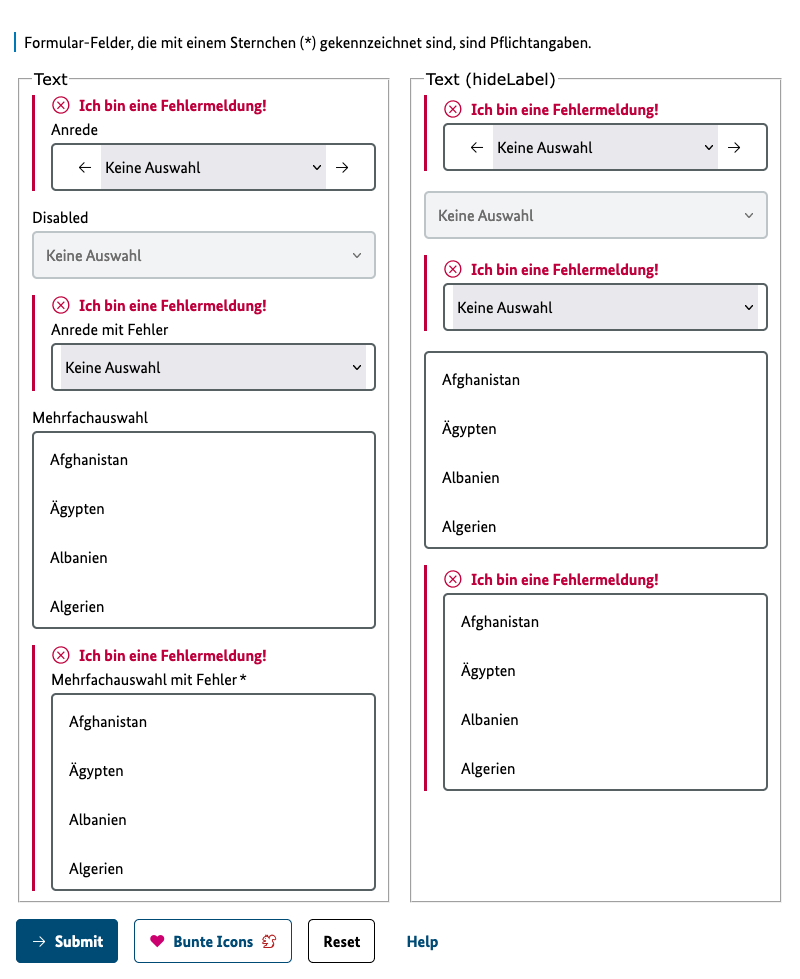 Formular-Felder, die mit einem Sternchen (*) gekennzeichnet sind, sind Pflichtangaben.
Text
Ich bin eine Fehlermeldung!
Anrede
Keine Auswahl
Disabled
Keine Auswahl
Ich bin eine Fehlermeldung!
Anrede mit Fehler
Keine Auswahl
Mehrfachauswahl
Afghanistan
Ägypten
Albanien
Algerien
Ich bin eine Fehlermeldung!
Mehrfachauswahl mit Fehler *
Afghanistan
Ägypten
Albanien
Algerien
Text (hideLabel)
Ich bin eine Fehlermeldung!
Keine Auswahl
Keine Auswahl
Ich bin eine Fehlermeldung!
Keine Auswahl
Afghanistan
Ägypten
Albanien
Algerien
Ich bin eine Fehlermeldung!
Afghanistan
Ägypten
Albanien
Algerien
Submit
Bunte Icons
Reset
Help